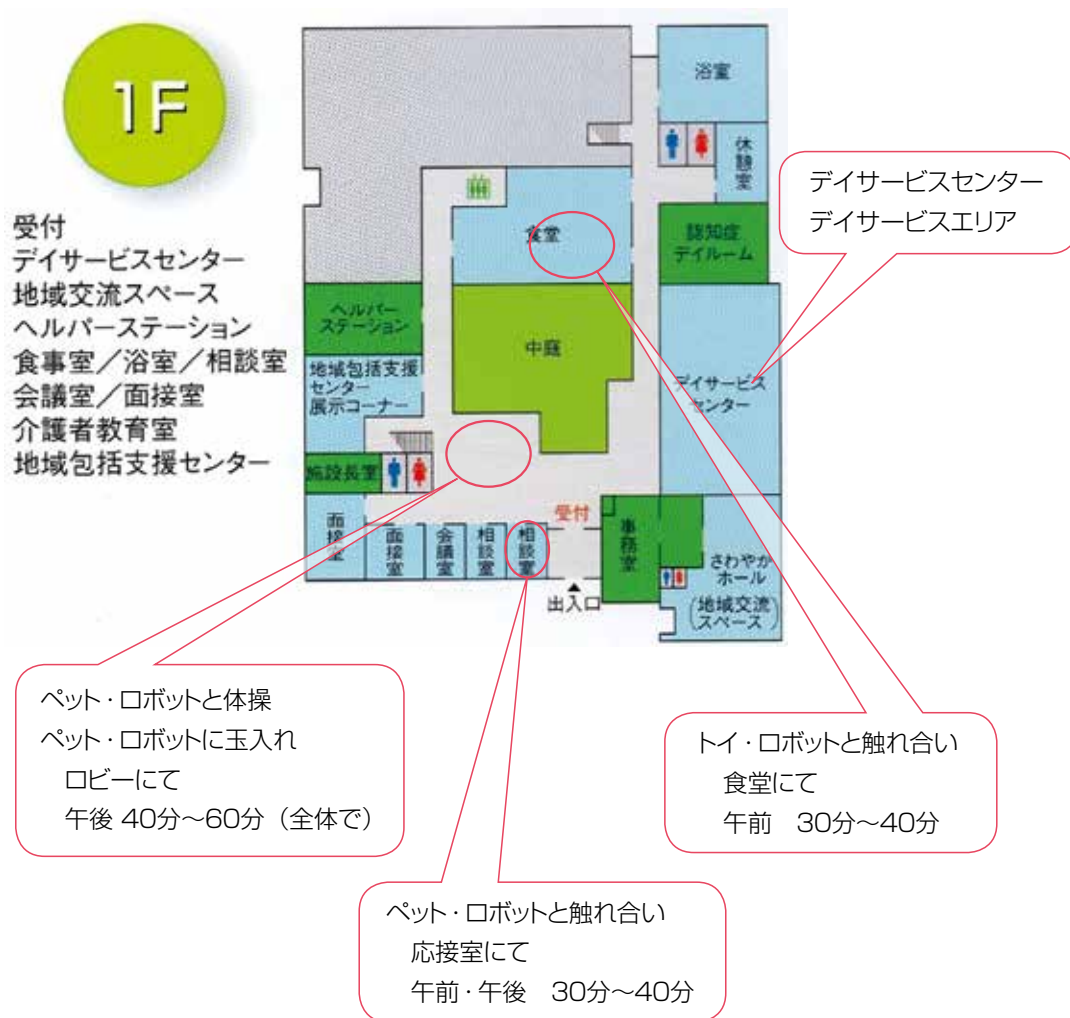 1F
受付
デイサービスセンター
地域交流スペース
ヘルパーステーション
食事室／浴室／相談室
会議室／面接室
介護者教育室
地域包括支援センター
浴室
休憩室
食堂
認知症
デイルーム
ヘルパー
ステーション
中庭
地域包括支援
センター
展示コーナー
デイサービス
センター
施設長室
受付
面接室
面接室
会議室
相談室
相談室
事務室
さわやか
ホール
(地域交流
スペース)
出入口
デイサービスセンター
デイサービスエリア
ペット・ロボットと体操
ペット・ロボットに玉入れ
ロビーにて
午後 40分〜60分（全体で）
トイ・ロボットと触れ合い
食堂にて
午前　30分〜40分
ペット・ロボットと触れ合い
応接室にて
午前・午後　30分〜40分